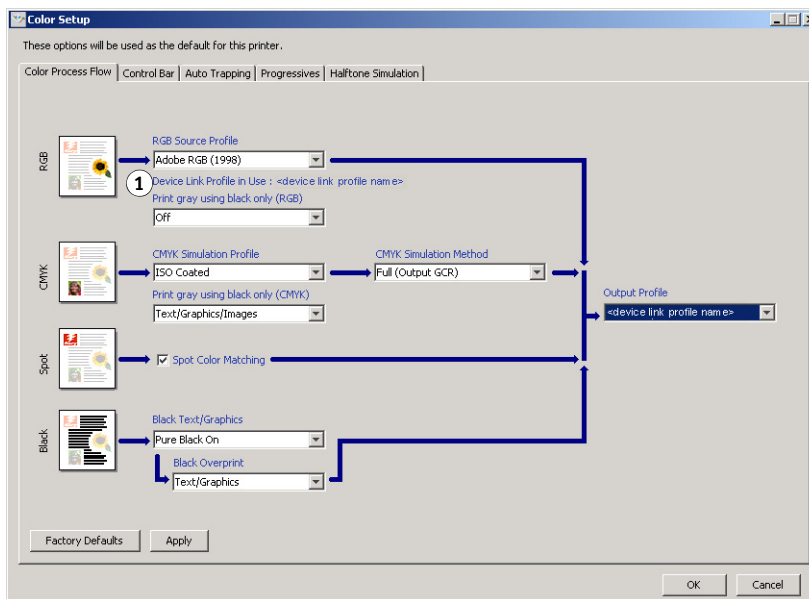 Color Setup
These options will be used as the default for this printer.
Color Process Flow Control Bar Auto Trapping Progressives Halftone Simulation
RGB
RGB Source Profile
Adobe RGB (1998)
1
Device Link Profile in Use : <device link profile name>
Print gray using black only (RGB)
Off
CMYK
CMYK Simulation Profile
ISO Coated
CMYK Simulation Method
Full (Output GCR)
Print gray using black only (CMYK)
Text/Graphics/Images
Output Profile
<device link profile name>
Spot
Spot Color Matching
Black
Black Text/Graphics
Pure Black On
Black Overprint
Text/Graphics
Factory Defaults Apply
OK Cancel